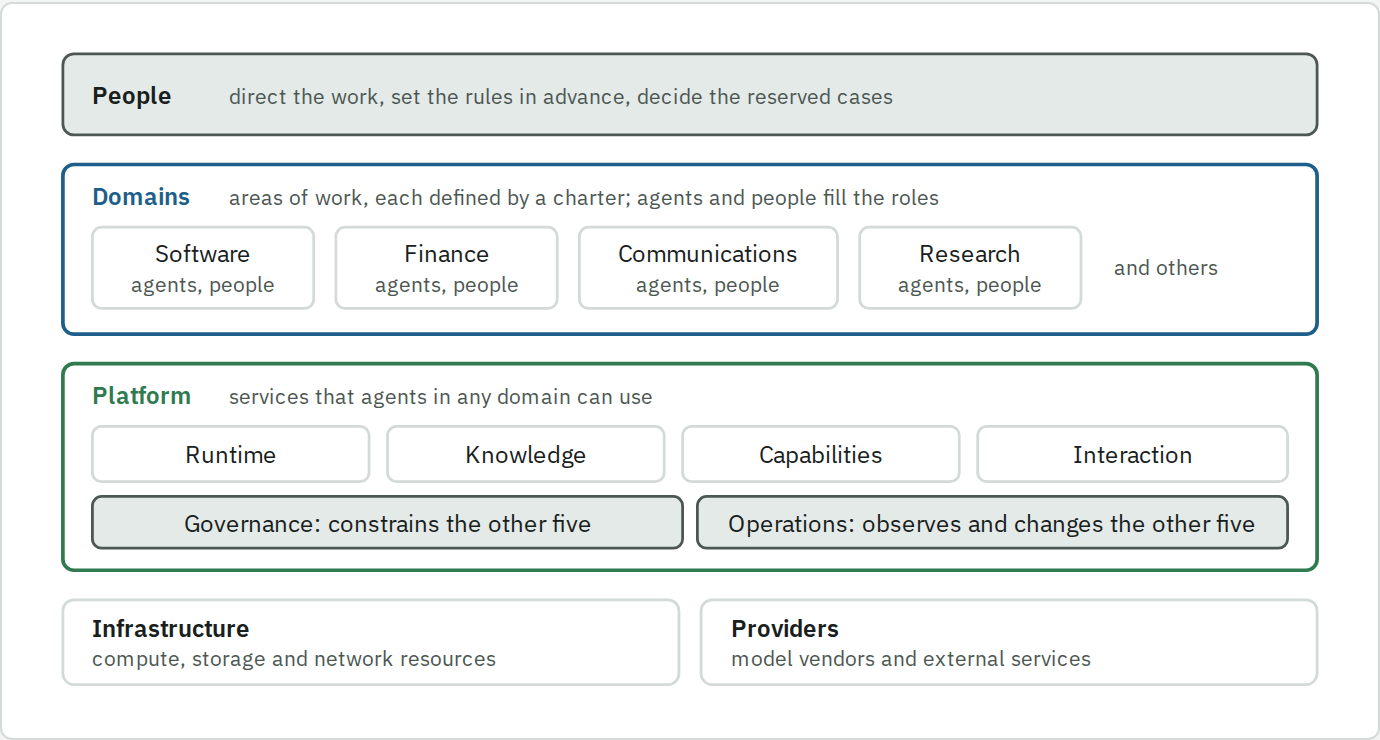 People direct the work, set the rules in advance, decide the reserved cases
Domains areas of work, each defined by a charter; agents and people fill the roles
Software
agents, people
Finance
agents, people
Communications
agents, people
Research
agents, people
and others
Platform services that agents in any domain can use
Runtime
Knowledge
Capabilities
Interaction
Governance: constrains the other five
Operations: observes and changes the other five
Infrastructure
compute, storage and network resources
Providers
model vendors and external services